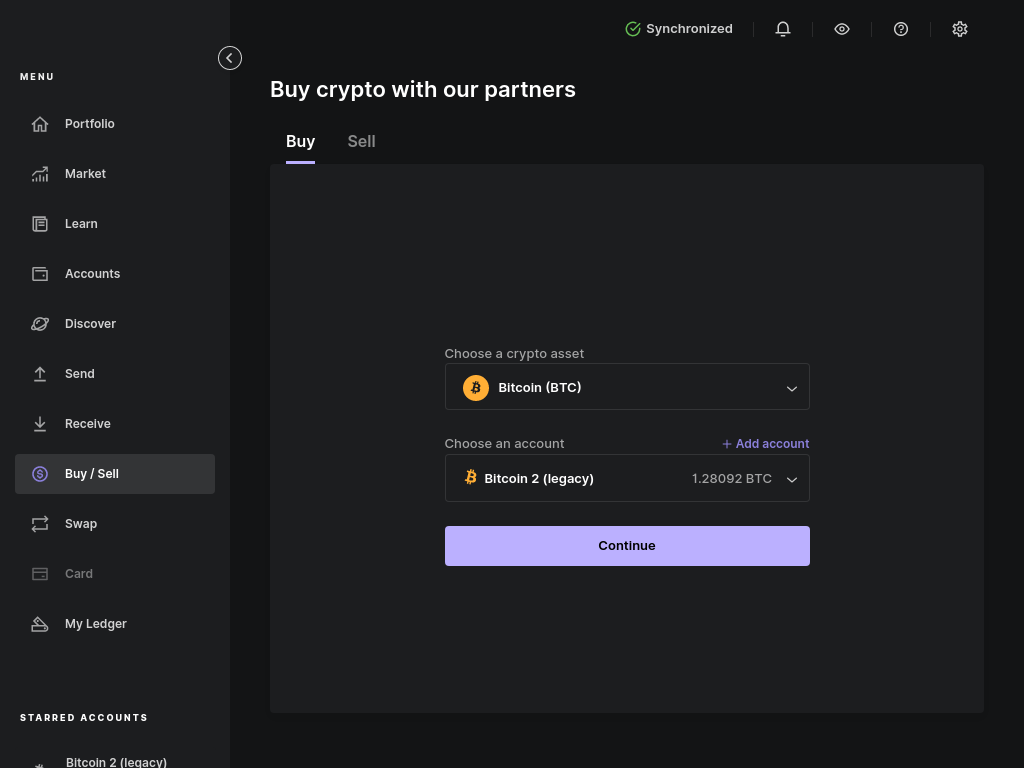 Synchronized
MENU
Portfolio
Market
Learn
Accounts
Discover
Send
Receive
Buy / Sell
Swap
Card
My Ledger
STARRED ACCOUNTS
Bitcoin 2 (legacy)
Buy crypto with our partners
Buy Sell
Choose a crypto asset
Bitcoin (BTC)
Choose an account + Add account
Bitcoin 2 (legacy) 1.28092 BTC
Continue